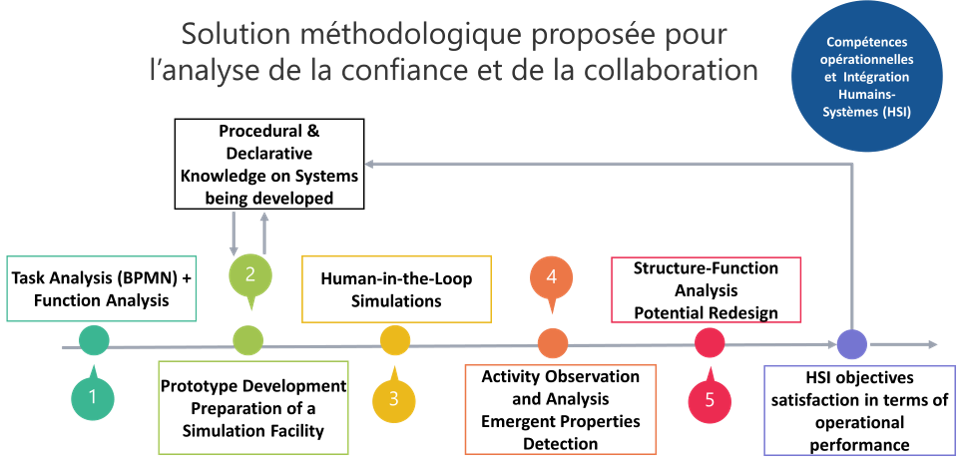 Solution méthodologique proposée pour
l'analyse de la confiance et de la collaboration
Compétences
opérationnelles
et Intégration
Humains-
Systèmes (HSI)
Procedural &
Declarative
Knowledge on Systems
being developed
Task Analysis (BPMN) +
Function Analysis
2
Human-in-the-Loop
Simulations
4
Structure-Function
Analysis
Potential Redesign
1
Prototype Development
Preparation of a
Simulation Facility
3
Activity Observation
and Analysis
Emergent Properties
Detection
5
HSI objectives
satisfaction in terms of
operational
performance